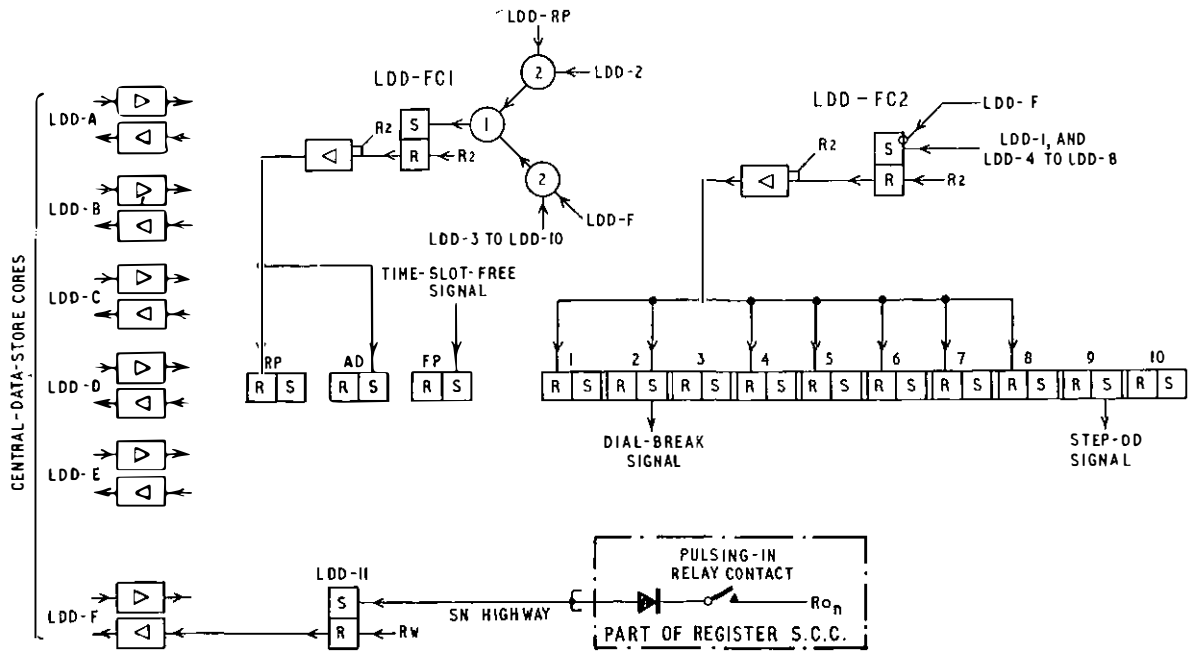 LDD-RP
LDD-2
2
LDD-FC1
1
S
R
R2
R2
2
LDD-F
LDD-3 TO LDD-10
LDD-FC2
LDD-F
LDD-1, AND
LDD-4 TO LDD-8
S
R
R2
R2
CENTRAL-DATA-STORE CORES
LDD-A
LDD-B
LDD-C
LDD-D
LDD-E
LDD-F
TIME-SLOT-FREE
SIGNAL
RP
AD
FP
R S
R S
R S
1 2 3 4 5 6 7 8 9 10
R S R S R S R S R S R S R S R S R S R S
DIAL-BREAK
SIGNAL
STEP-OD
SIGNAL
LDD-11
S
R
RW
SN HIGHWAY
PULSING-IN
RELAY CONTACT
Ron
PART OF REGISTER S.C.C.